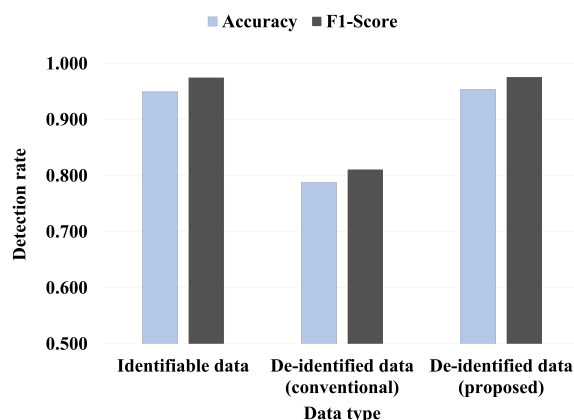 Accuracy F1-Score
1.000
0.900
0.800
0.700
0.600
0.500
Detection rate
Identifiable data De-identified data De-identified data
(conventional) (proposed)
Data type